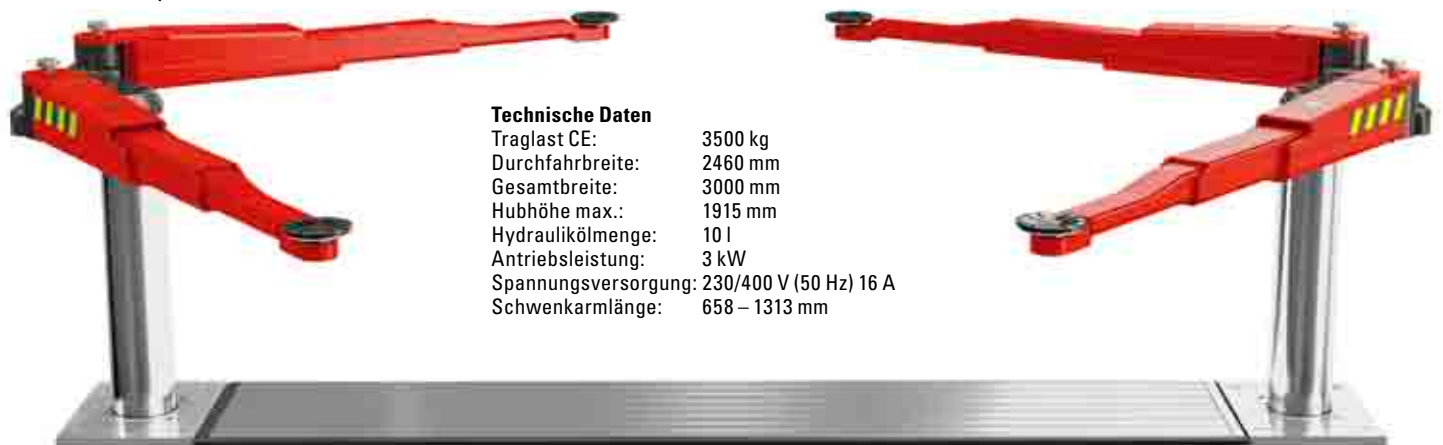 Technische Daten
Traglast CE: 3500 kg
Durchfahrbreite: 2460 mm
Gesamtbreite: 3000 mm
Hubhöhe max.: 1915 mm
Hydraulikölmenge: 10 l
Antriebsleistung: 3 kW
Spannungsversorgung: 230/400 V (50 Hz) 16 A
Schwenkarmlänge: 658 – 1313 mm